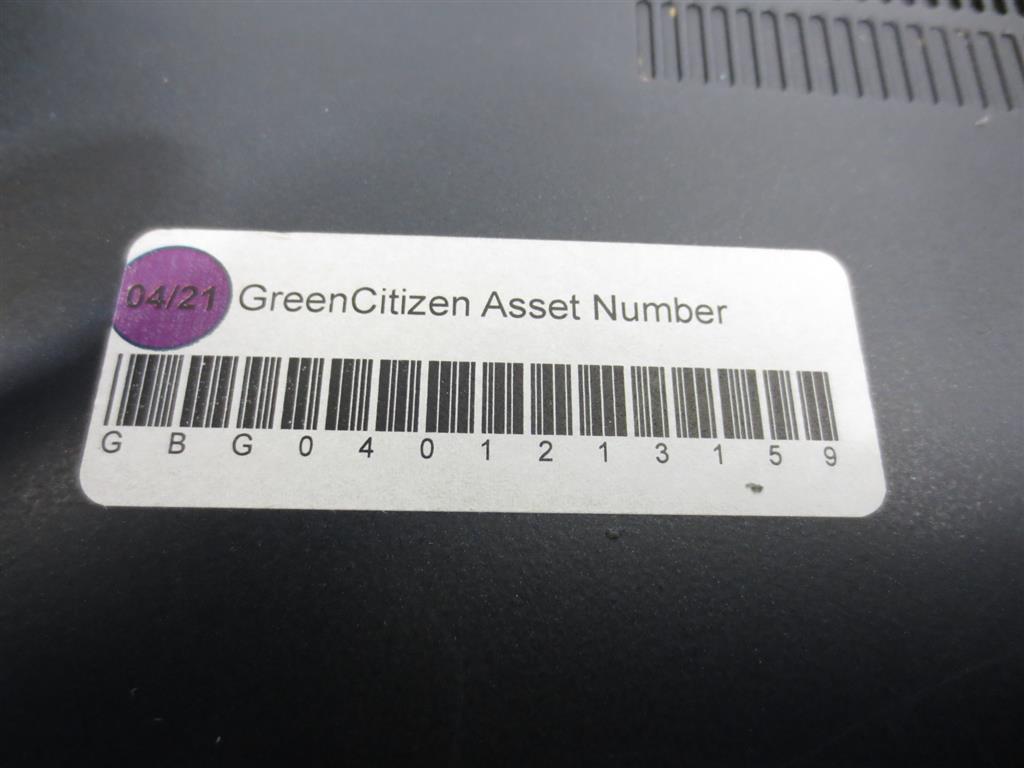 04/21 GreenCitizen Asset Number
G B G 0 4 0 1 2 1 3 1 5 9